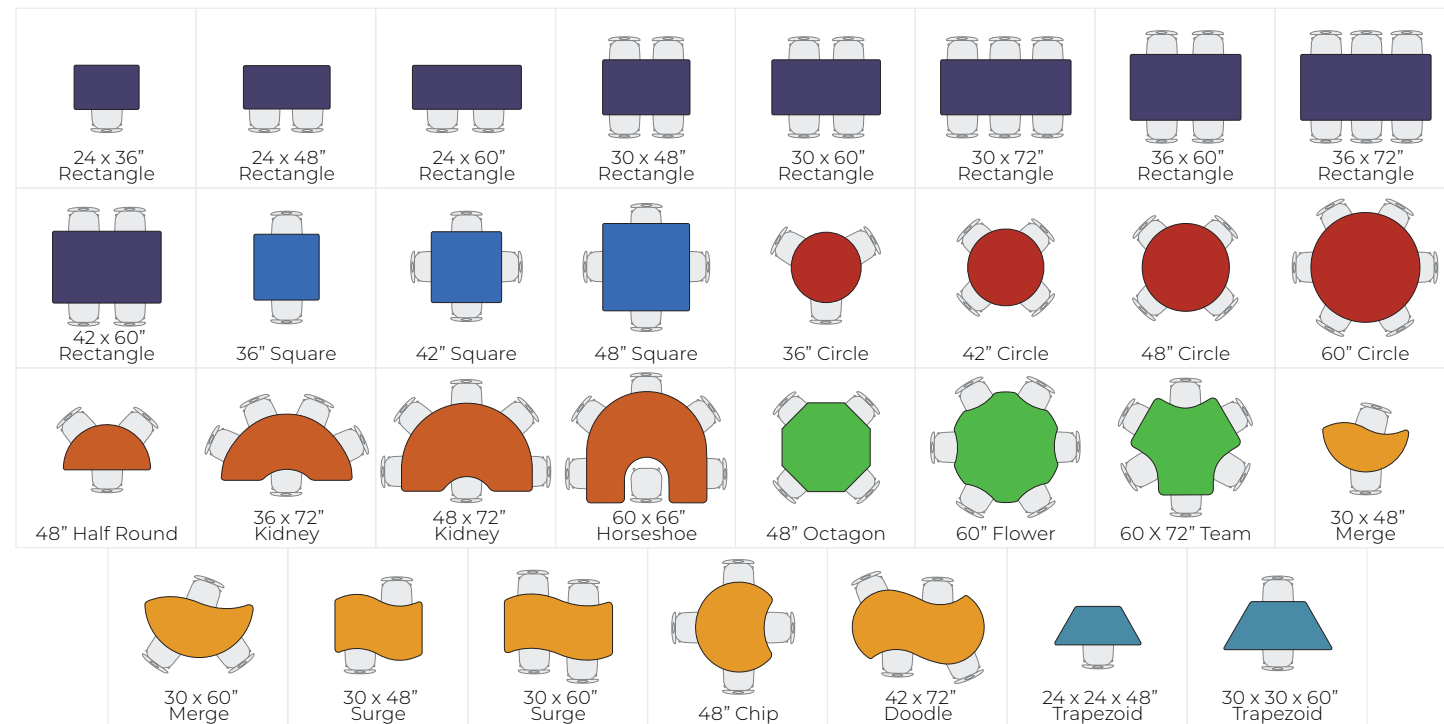 24 x 36”
Rectangle
24 x 48”
Rectangle
24 x 60”
Rectangle
30 x 48”
Rectangle
30 x 60”
Rectangle
30 x 72”
Rectangle
36 x 60”
Rectangle
36 x 72”
Rectangle
42 x 60”
Rectangle
36” Square
42” Square
48” Square
36” Circle
42” Circle
48” Circle
60” Circle
48” Half Round
36 x 72”
Kidney
48 x 72”
Kidney
60 x 66”
Horseshoe
48” Octagon
60” Flower
60 X 72” Team
30 x 48”
Merge
30 x 60”
Merge
30 x 48”
Surge
30 x 60”
Surge
48” Chip
42 x 72”
Doodle
24 x 24 x 48”
Trapezoid
30 x 30 x 60”
Trapezoid